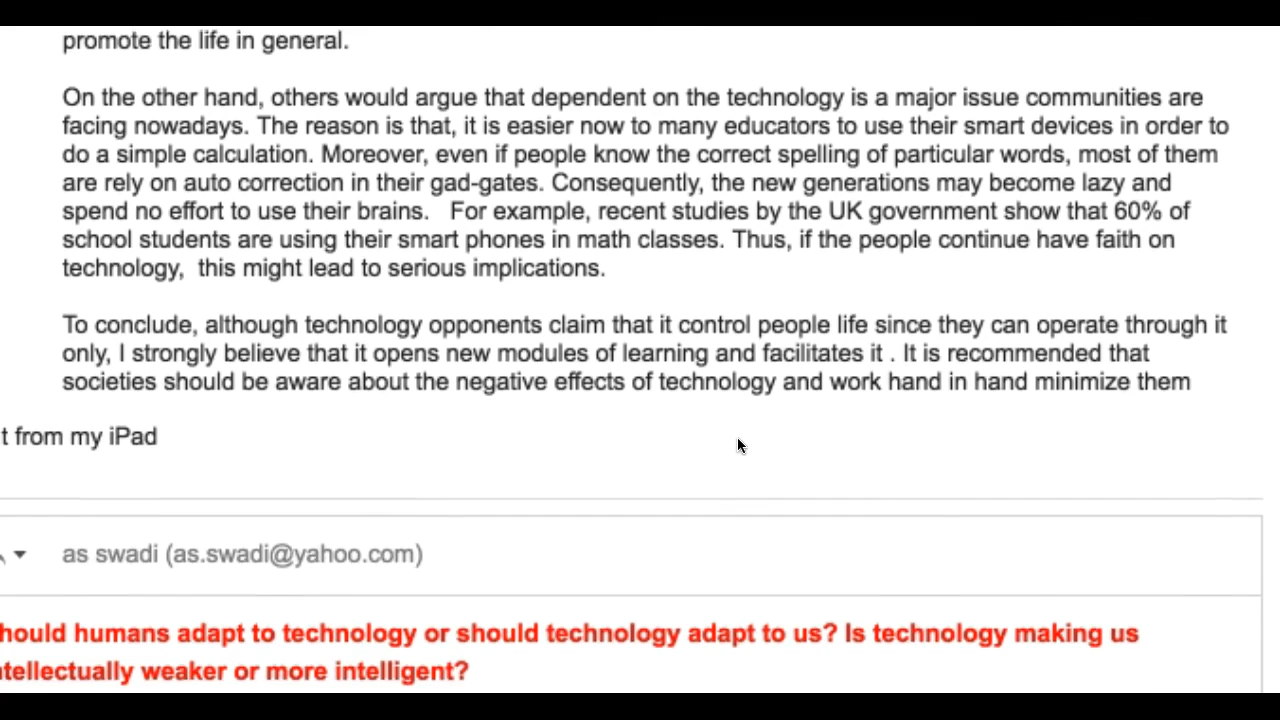 promote the life in general.
On the other hand, others would argue that dependent on the technology is a major issue communities are
facing nowadays. The reason is that, it is easier now to many educators to use their smart devices in order to
do a simple calculation. Moreover, even if people know the correct spelling of particular words, most of them
are rely on auto correction in their gad-gates. Consequently, the new generations may become lazy and
spend no effort to use their brains.   For example, recent studies by the UK government show that 60% of
school students are using their smart phones in math classes. Thus, if the people continue have faith on
technology,  this might lead to serious implications.
To conclude, although technology opponents claim that it control people life since they can operate through it
only, I strongly believe that it opens new modules of learning and facilitates it . It is recommended that
societies should be aware about the negative effects of technology and work hand in hand minimize them
t from my iPad
as swadi (as.swadi@yahoo.com)
hould humans adapt to technology or should technology adapt to us? Is technology making us
ntellectually weaker or more intelligent?